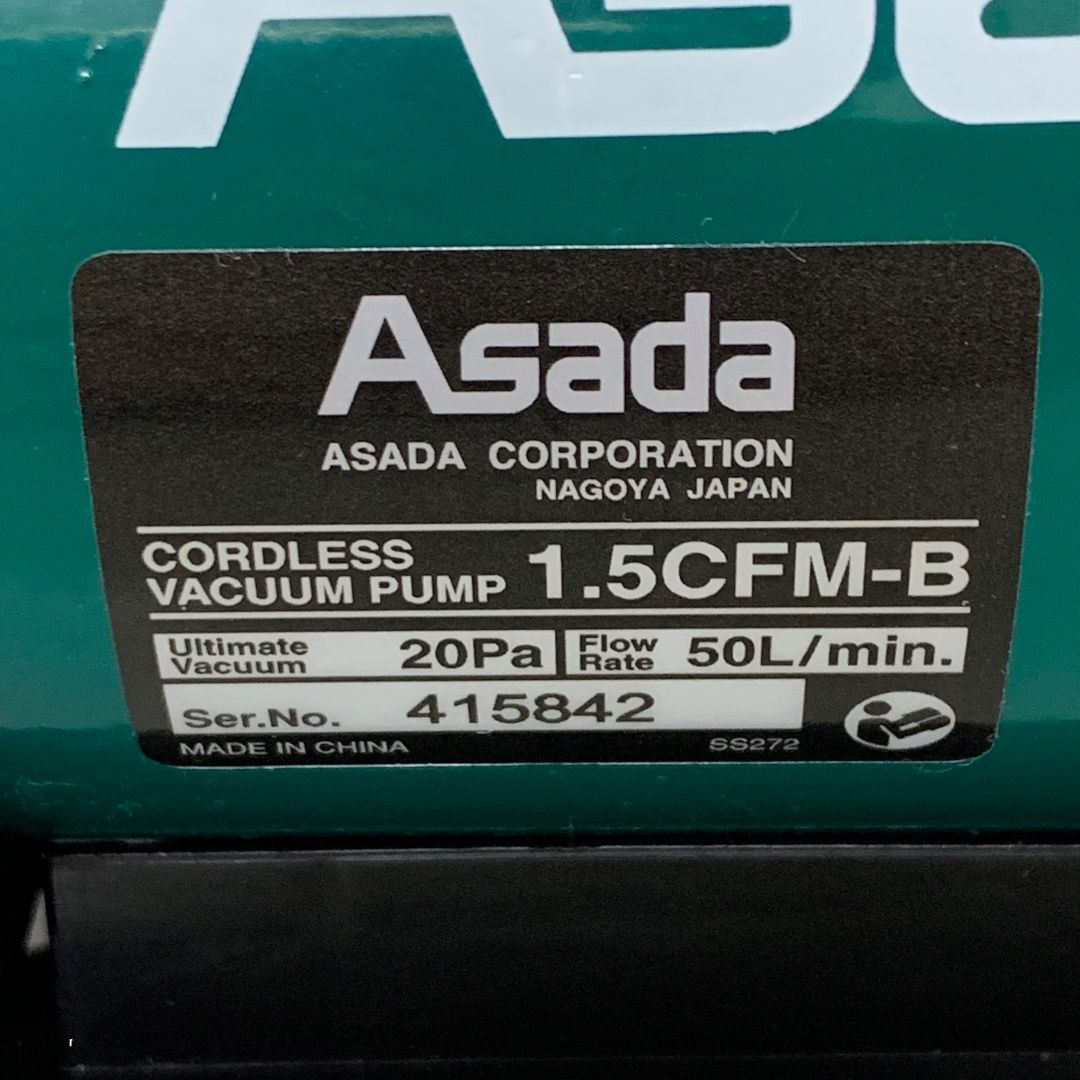 Asa
Asada
ASADA CORPORATION
NAGOYA JAPAN
CORDLESS
VACUUM PUMP 1.5CFM-B
Ultimate
Vacuum 20Pa
Flow
Rate 50L/min.
Ser.No. 415842
MADE IN CHINA SS272